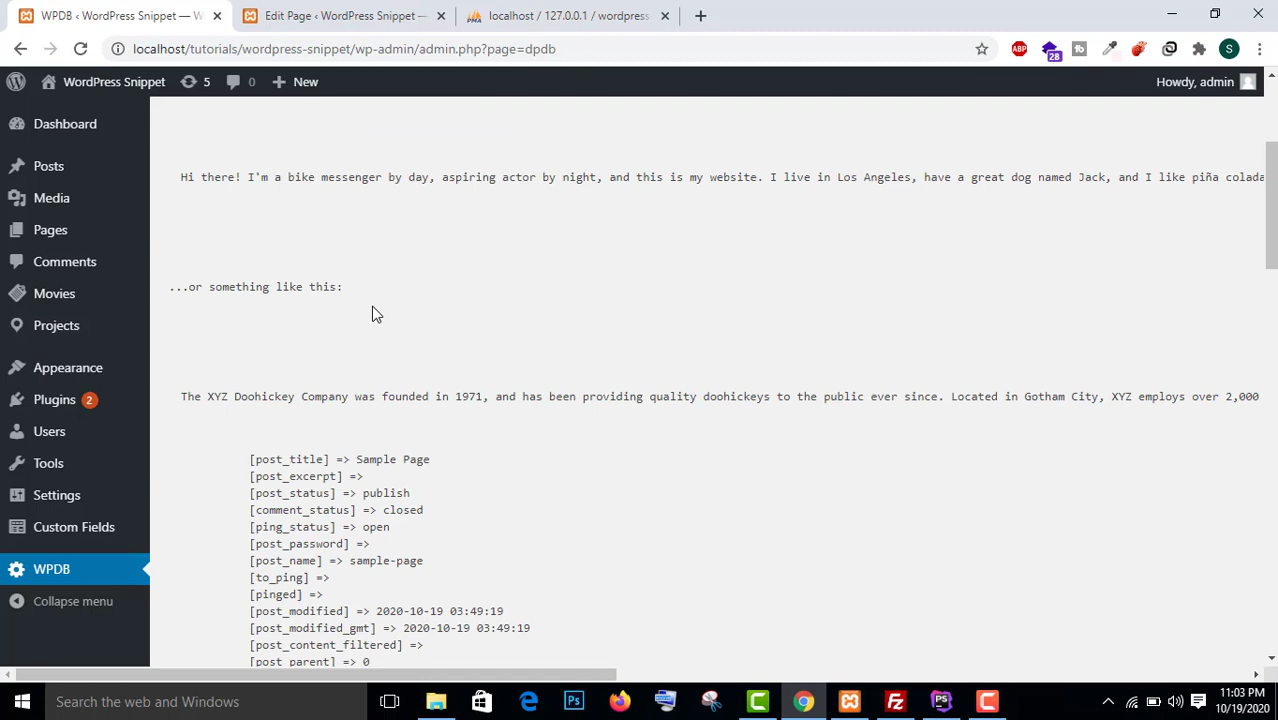 WPDB ‹ WordPress Snippet — W
Edit Page ‹ WordPress Snippet —
localhost / 127.0.0.1 / wordpress
localhost/tutorials/wordpress-snippet/wp-admin/admin.php?page=dpdb
ABP
28
S
WordPress Snippet
5
0
New
Howdy, admin
Dashboard
Posts
Media
Pages
Comments
Movies
Projects
Appearance
Plugins 2
Users
Tools
Settings
Custom Fields
WPDB
Collapse menu
Hi there! I'm a bike messenger by day, aspiring actor by night, and this is my website. I live in Los Angeles, have a great dog named Jack, and I like piña colada
...or something like this:
The XYZ Doohickey Company was founded in 1971, and has been providing quality doohickeys to the public ever since. Located in Gotham City, XYZ employs over 2,000
[post_title] => Sample Page
[post_excerpt] =>
[post_status] => publish
[comment_status] => closed
[ping_status] => open
[post_password] =>
[post_name] => sample-page
[to_ping] =>
[pinged] =>
[post_modified] => 2020-10-19 03:49:19
[post_modified_gmt] => 2020-10-19 03:49:19
[post_content_filtered] =>
[post_parent] => 0
Search the web and Windows
11:03 PM
10/19/2020